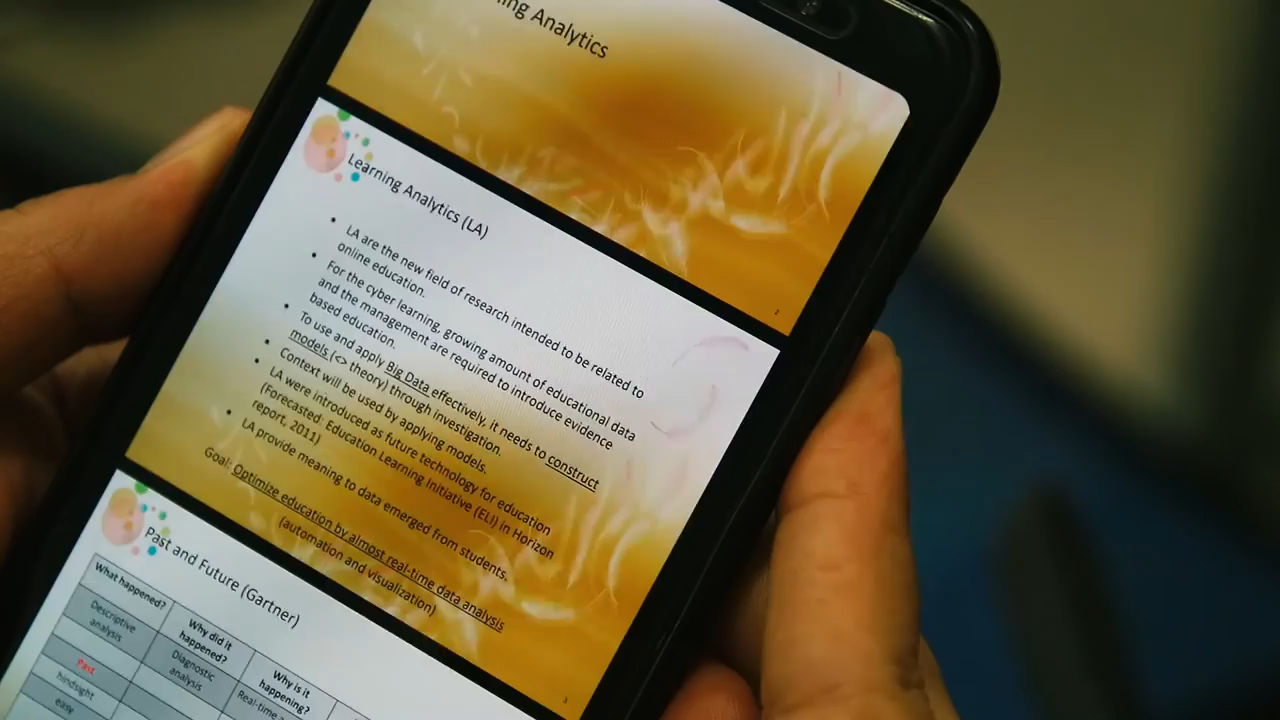 ing Analytics
2
Learning Analytics (LA)
• LA are the new field of research intended to be related to
online education.
• For the cyber learning, growing amount of educational data
and the management are required to introduce evidence
based education.
• To use and apply Big Data effectively, it needs to construct
models (<> theory) through investigation.
• Context will be used by applying models.
• LA were introduced as future technology for education
(Forecasted: Education Learning Initiative (ELI) in Horizon
report, 2011)
• LA provide meaning to data emerged from students.
Goal: Optimize education by almost real-time data analysis
(automation and visualization)
3
Past and Future (Gartner)
What happened?
Why did it
happened?
Why is it
happening?
Descriptive
analysis
Diagnostic
analysis
Real-time
Past
hindsight
easy